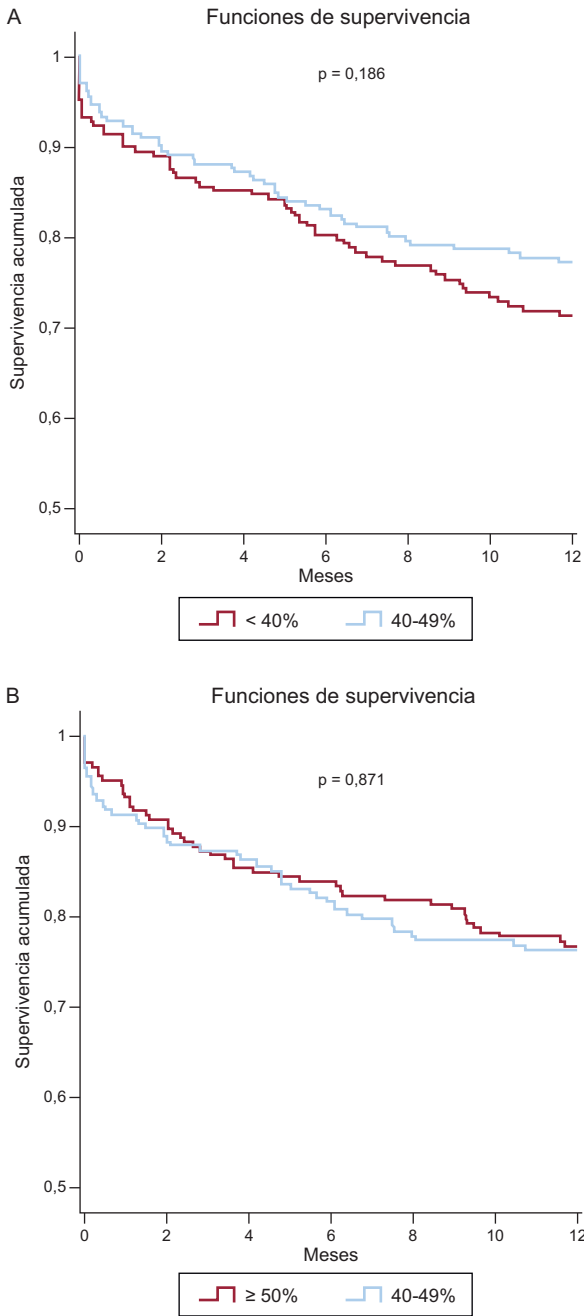 A
Funciones de supervivencia
p = 0,186
Supervivencia acumulada
1
0,9
0,8
0,7
0,6
0,5
0 2 4 6 8 10 12
Meses
< 40% 40-49%
B
Funciones de supervivencia
p = 0,871
Supervivencia acumulada
1
0,9
0,8
0,7
0,6
0,5
0 2 4 6 8 10 12
Meses
≥ 50% 40-49%